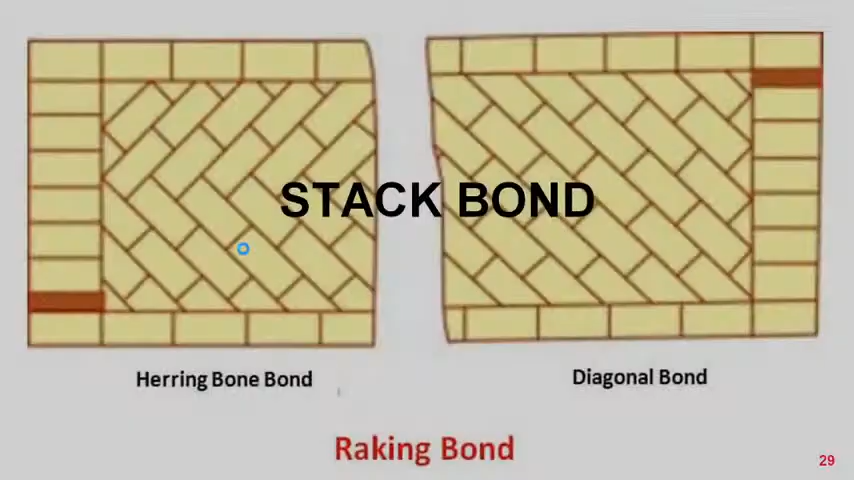 STACK BOND
Herring Bone Bond
Diagonal Bond
Raking Bond
29